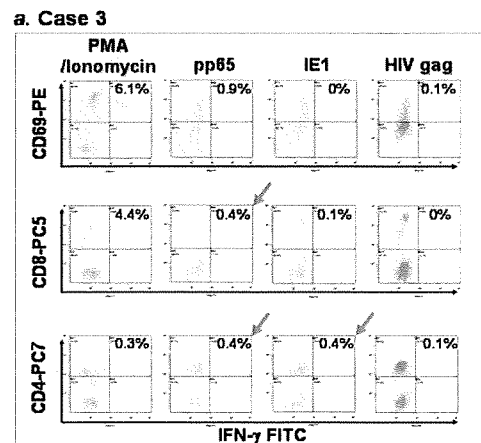 a. Case 3
PMA
/Ionomycin pp65 IE1 HIV gag
CD69-PE 6.1% 0.9% 0% 0.1%
CD8-PC5 4.4% 0.4% 0.1% 0%
CD4-PC7 0.3% 0.4% 0.4% 0.1%
IFN-γ FITC